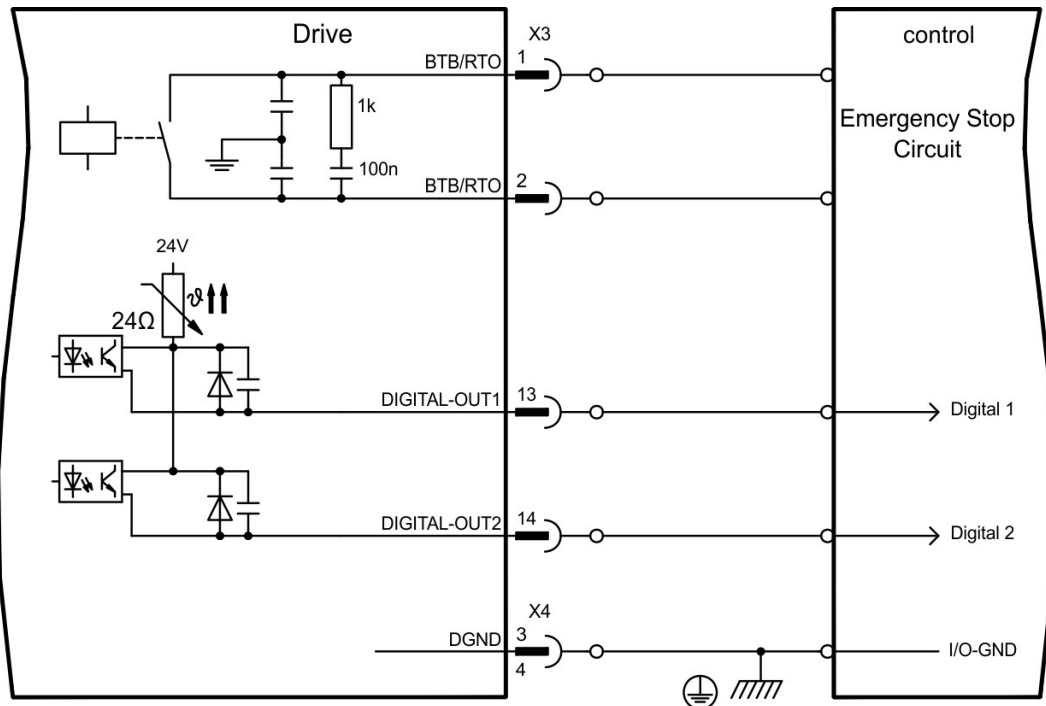 Drive
X3
control
BTB/RTO
1
1k
Emergency Stop
Circuit
100n
BTB/RTO
2
24V
ϑ
24Ω
DIGITAL-OUT1
13
Digital 1
DIGITAL-OUT2
14
Digital 2
X4
DGND
3
4
I/O-GND